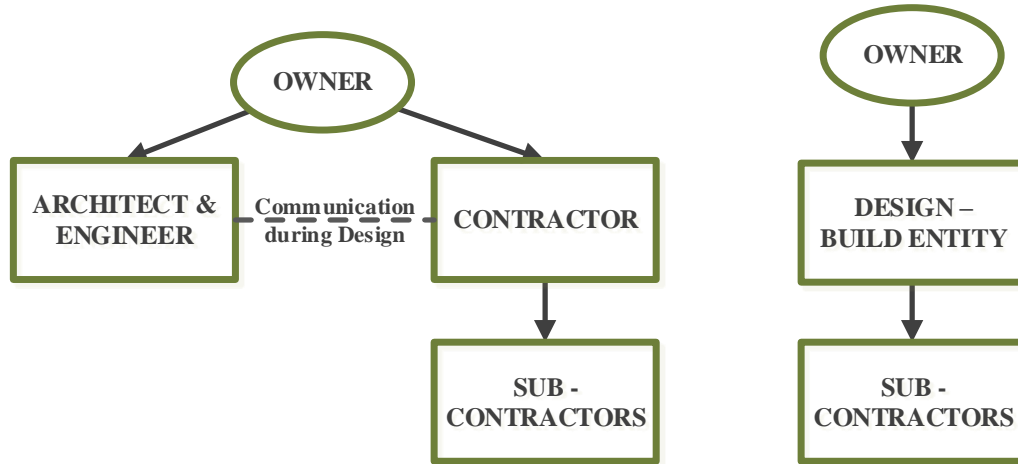 OWNER
ARCHITECT &
ENGINEER
Communication
during Design
CONTRACTOR
SUB -
CONTRACTORS
OWNER
DESIGN –
BUILD ENTITY
SUB -
CONTRACTORS